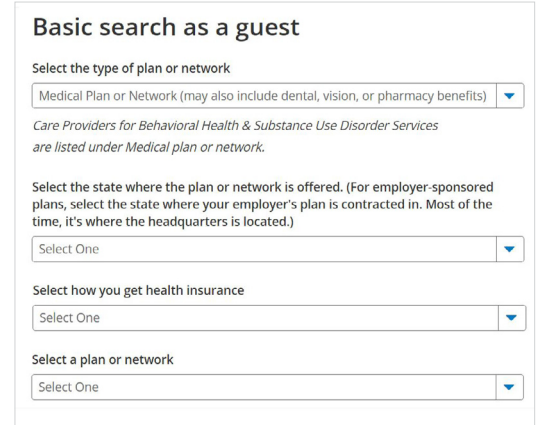 Basic search as a guest
Select the type of plan or network
Medical Plan or Network (may also include dental, vision, or pharmacy benefits)
Care Providers for Behavioral Health & Substance Use Disorder Services
are listed under Medical plan or network.
Select the state where the plan or network is offered. (For employer-sponsored
plans, select the state where your employer's plan is contracted in. Most of the
time, it's where the headquarters is located.)
Select One
Select how you get health insurance
Select One
Select a plan or network
Select One